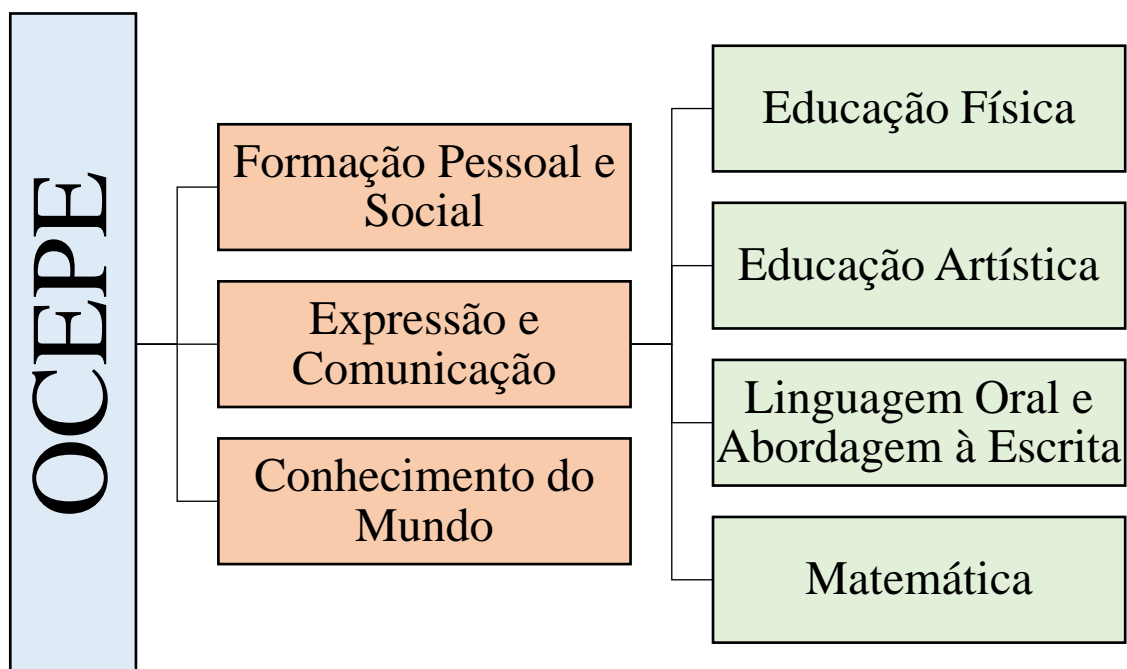 OCEPE
Formação Pessoal e
Social
Expressão e
Comunicação
Conhecimento do
Mundo
Educação Física
Educação Artística
Linguagem Oral e
Abordagem à Escrita
Matemática